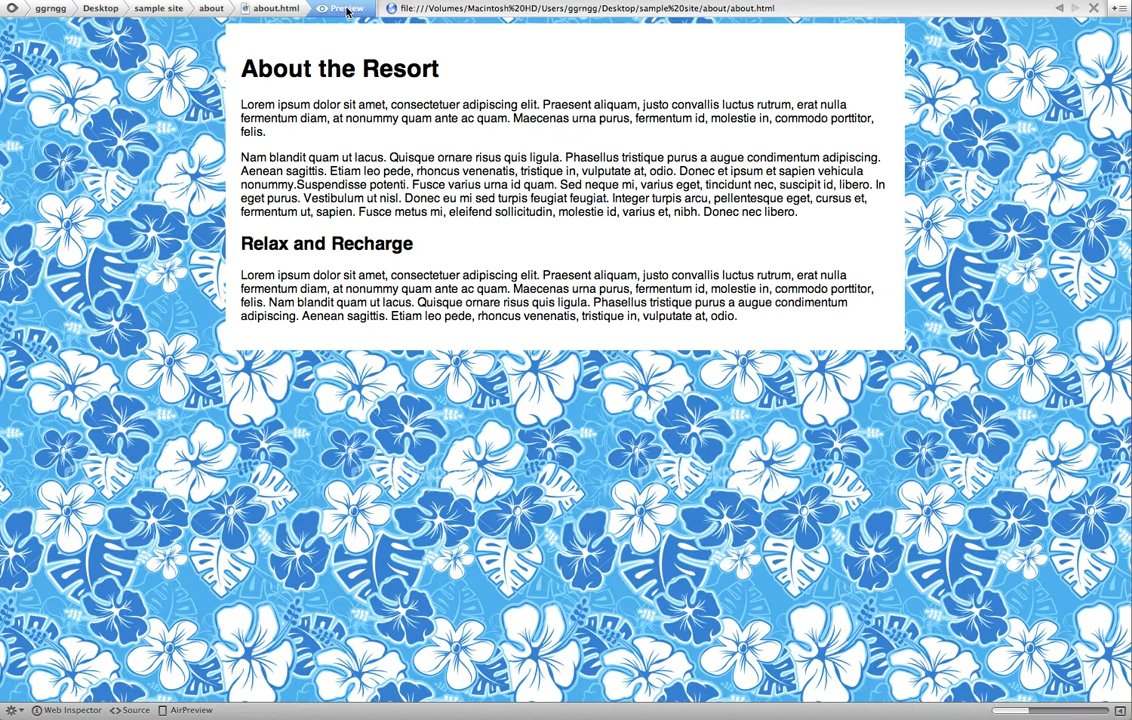 ggrngg Desktop sample site about about.html Preview file:///Volumes/Macintosh%20HD/Users/ggrngg/Desktop/sample%20site/about/about.html
About the Resort
Lorem ipsum dolor sit amet, consectetuer adipiscing elit. Praesent aliquam, justo convallis luctus rutrum, erat nulla
fermentum diam, at nonummy quam ante ac quam. Maecenas urna purus, fermentum id, molestie in, commodo porttitor,
felis.
Nam blandit quam ut lacus. Quisque ornare risus quis ligula. Phasellus tristique purus a augue condimentum adipiscing.
Aenean sagittis. Etiam leo pede, rhoncus venenatis, tristique in, vulputate at, odio. Donec et ipsum et sapien vehicula
nonummy.Suspendisse potenti. Fusce varius urna id quam. Sed neque mi, varius eget, tincidunt nec, suscipit id, libero. In
eget purus. Vestibulum ut nisl. Donec eu mi sed turpis feugiat feugiat. Integer turpis arcu, pellentesque eget, cursus et,
fermentum ut, sapien. Fusce metus mi, eleifend sollicitudin, molestie id, varius et, nibh. Donec nec libero.
Relax and Recharge
Lorem ipsum dolor sit amet, consectetuer adipiscing elit. Praesent aliquam, justo convallis luctus rutrum, erat nulla
fermentum diam, at nonummy quam ante ac quam. Maecenas urna purus, fermentum id, molestie in, commodo porttitor,
felis. Nam blandit quam ut lacus. Quisque ornare risus quis ligula. Phasellus tristique purus a augue condimentum
adipiscing. Aenean sagittis. Etiam leo pede, rhoncus venenatis, tristique in, vulputate at, odio.
Web Inspector Source AirPreview